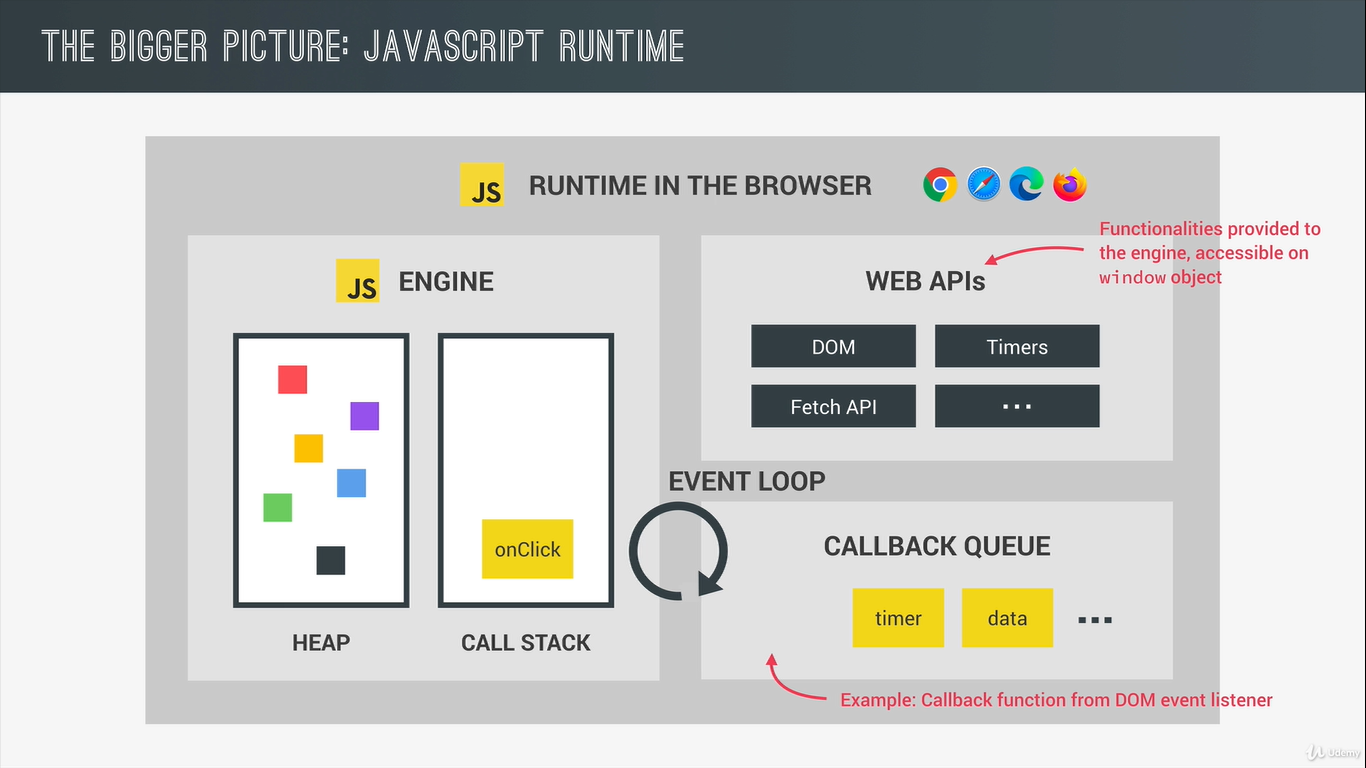 THE BIGGER PICTURE: JAVASCRIPT RUNTIME
JS RUNTIME IN THE BROWSER
Functionalities provided to
the engine, accessible on
window object
JS ENGINE
WEB APIs
DOM
Timers
Fetch API
...
EVENT LOOP
onClick
CALLBACK QUEUE
timer
data
...
HEAP
CALL STACK
Example: Callback function from DOM event listener
Udemy